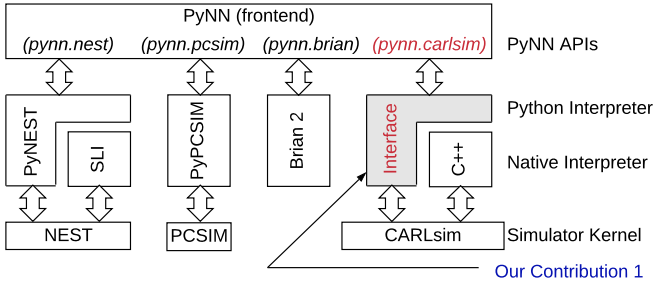 PyNN (frontend)
(pynn.nest) (pynn.pcsim) (pynn.brian) (pynn.carlsim) PyNN APIs
PyNEST
SLI
PyPCSIM
Brian 2
Interface
C++
Python Interpreter
Native Interpreter
NEST PCSIM CARLsim Simulator Kernel
Our Contribution 1